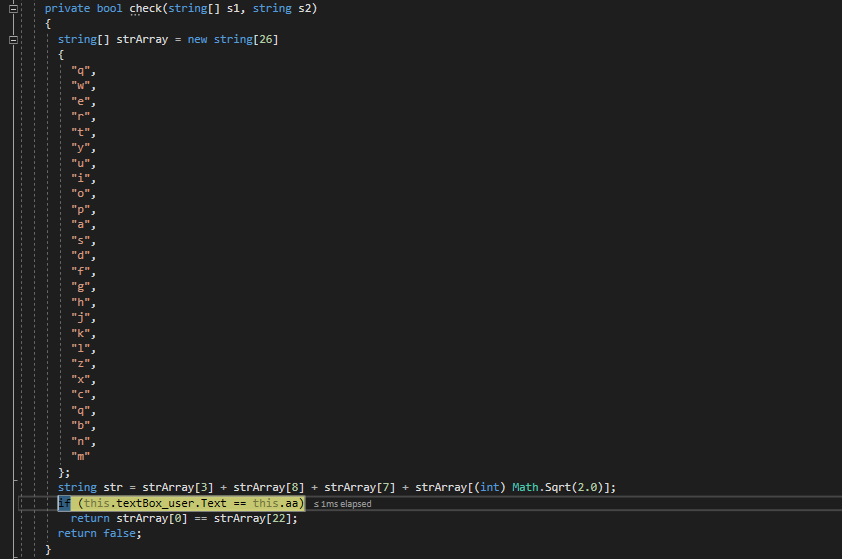 private bool check(string[] s1, string s2)
{
string[] strArray = new string[26]
{
"q",
"w",
"e",
"r",
"t",
"y",
"u",
"i",
"o",
"p",
"a",
"s",
"d",
"f",
"g",
"h",
"j",
"k",
"l",
"z",
"x",
"c",
"q",
"b",
"n",
"m"
};
string str = strArray[3] + strArray[8] + strArray[7] + strArray[(int) Math.Sqrt(2.0)];
if (this.textBox_user.Text == this.aa) ≤ 1ms elapsed
return strArray[0] == strArray[22];
return false;
}